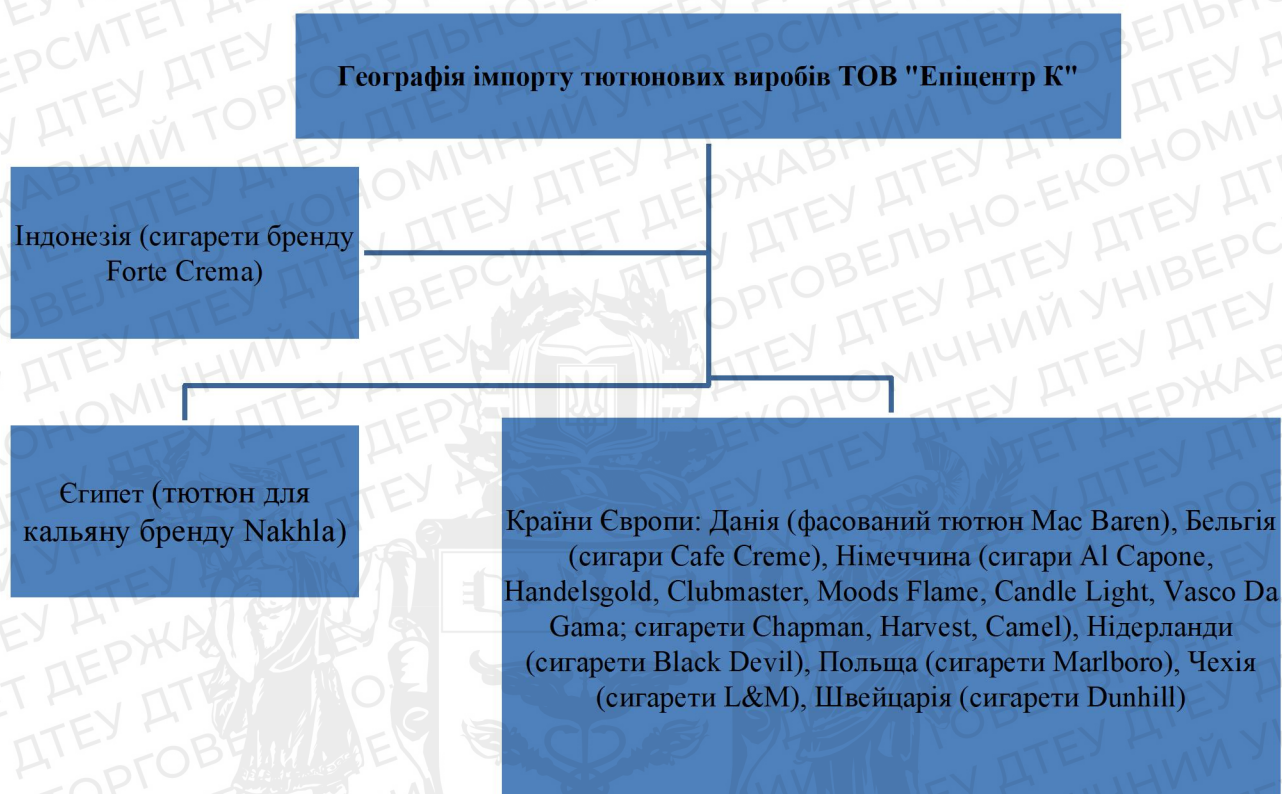 Географія імпорту тютюнових виробів ТОВ "Епіцентр К"
Індонезія (сигарети бренду
Forte Crema)
Єгипет (тютюн для
кальяну бренду Nakhla)
Країни Європи: Данія (фасований тютюн Mac Baren), Бельгія
(сигари Cafe Creme), Німеччина (сигари Al Capone,
Handelsgold, Clubmaster, Moods Flame, Candle Light, Vasco Da
Gama; сигарети Chapman, Harvest, Camel), Нідерланди
(сигарети Black Devil), Польща (сигарети Marlboro), Чехія
(сигарети L&M), Швейцарія (сигарети Dunhill)